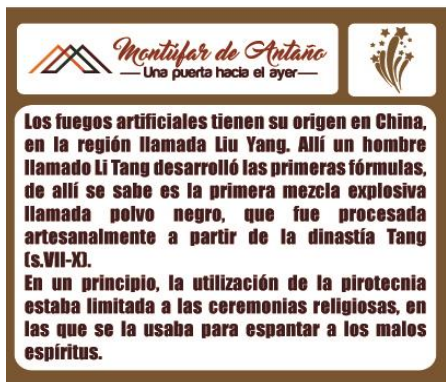 Montúfar de Antaño
Una puerta hacia el ayer
Los fuegos artificiales tienen su origen en China,
en la región llamada Liu Yang. Allí un hombre
llamado Li Tang desarrolló las primeras fórmulas,
de allí se sabe es la primera mezcla explosiva
llamada polvo negro, que fue procesada
artesanalmente a partir de la dinastía Tang
(s.VII-X).
En un principio, la utilización de la pirotecnia
estaba limitada a las ceremonias religiosas, en
las que se la usaba para espantar a los malos
espíritus.